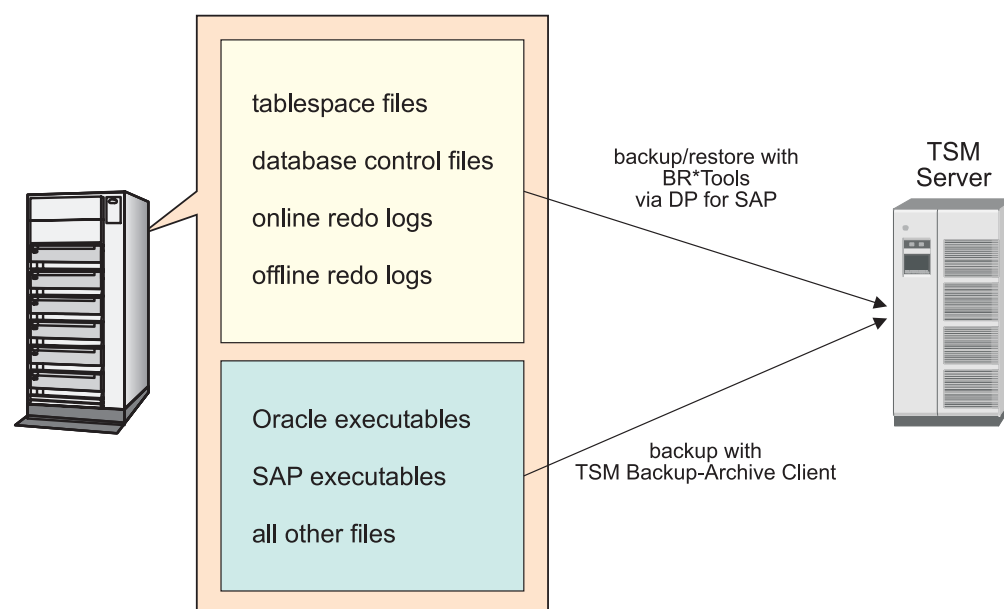 tablespace files
database control files
online redo logs
offline redo logs
Oracle executables
SAP executables
all other files
backup/restore with
BR*Tools
via DP for SAP
backup with
TSM Backup-Archive Client
TSM
Server